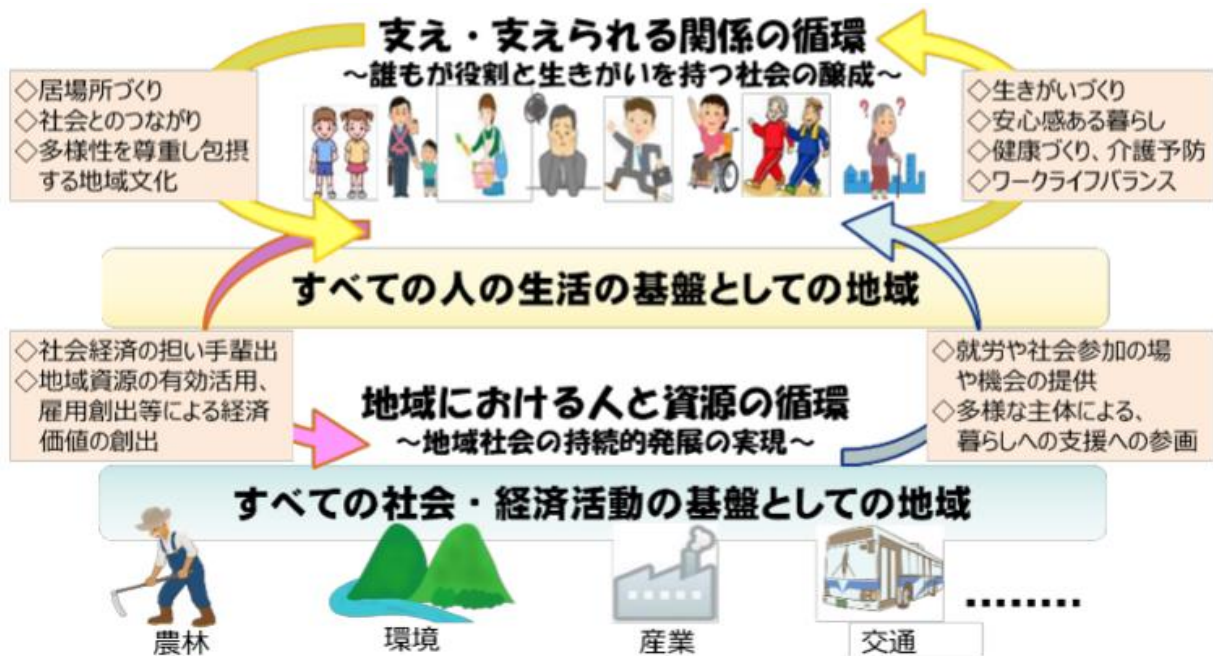 支え・支えられる関係の循環
～誰もが役割と生きがいを持つ社会の醸成～
◇居場所づくり
◇社会とのつながり
◇多様性を尊重し包摂
する地域文化
◇生きがいづくり
◇安心感ある暮らし
◇健康づくり、介護予防
◇ワークライフバランス
? ?
すべての人の生活の基盤としての地域
◇社会経済の担い手輩出
◇地域資源の有効活用、
雇用創出等による経済
価値の創出
地域における人と資源の循環
～地域社会の持続的発展の実現～
◇就労や社会参加の場
や機会の提供
◇多様な主体による、
暮らしへの支援への参画
すべての社会・経済活動の基盤としての地域
農林
環境
産業
交通
………